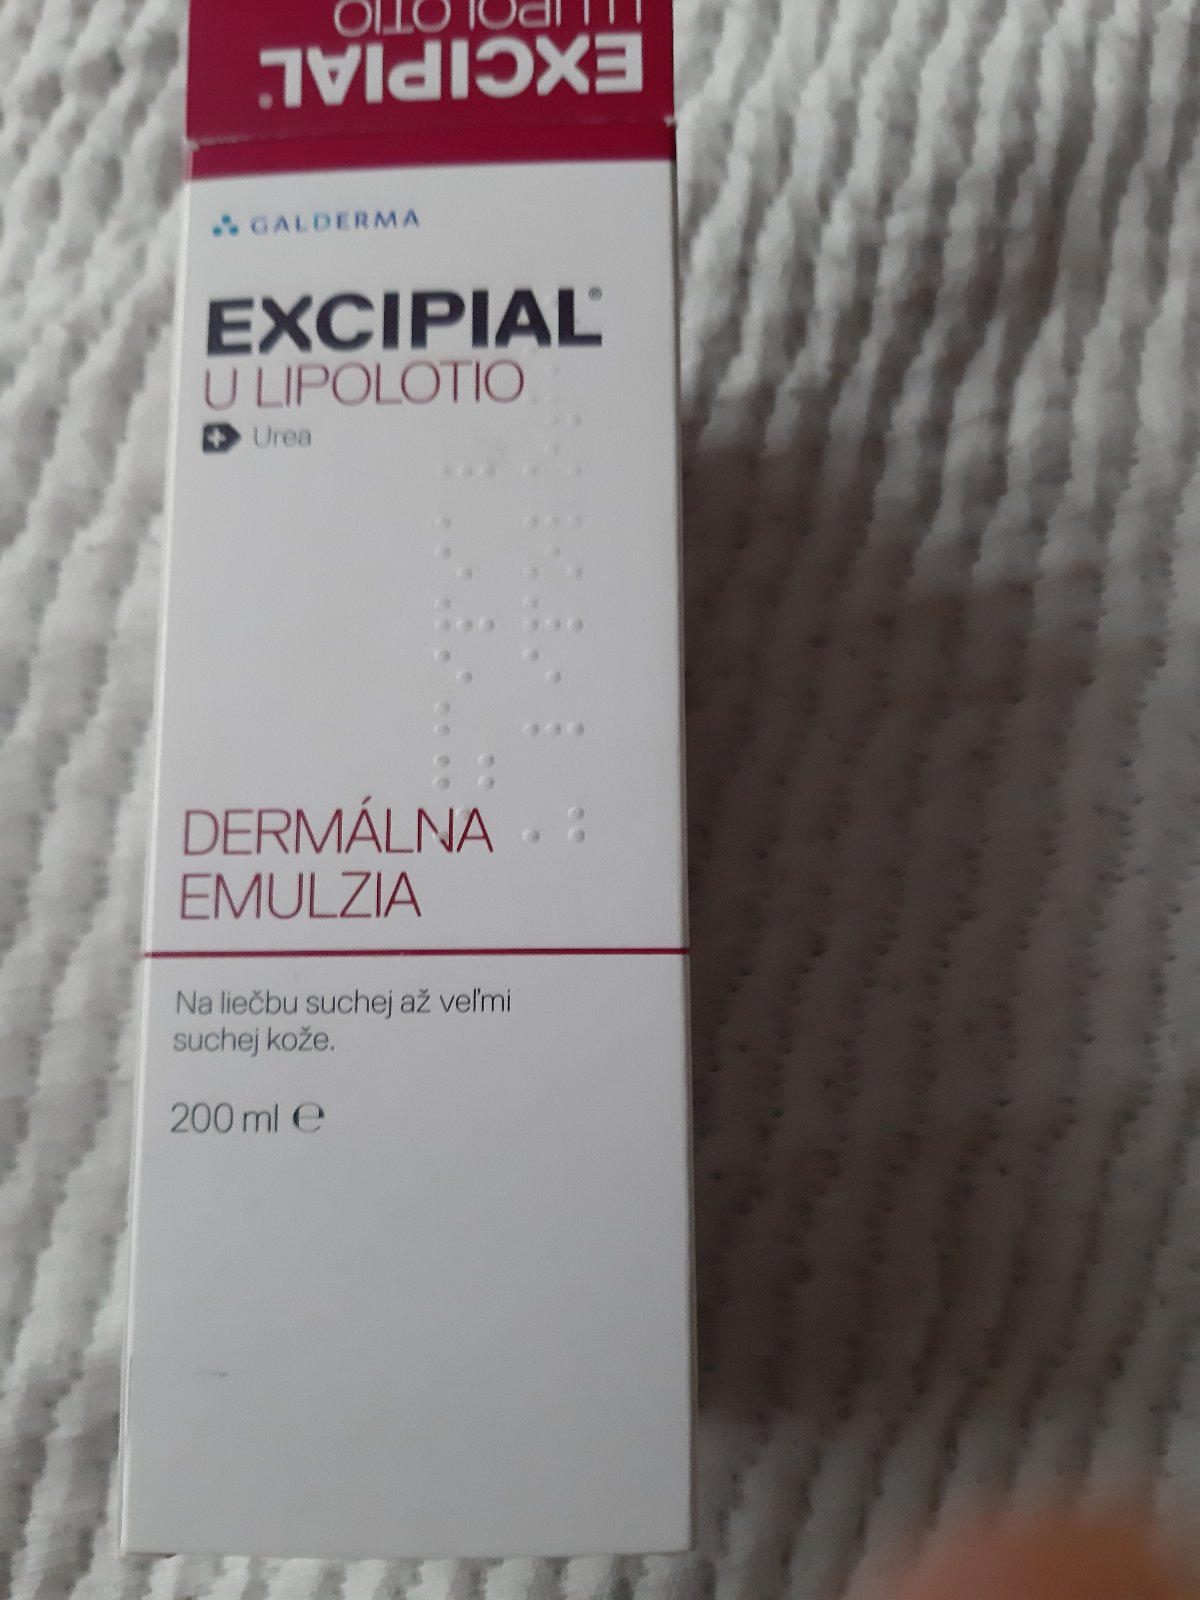 U LIPOLOTIO
EXCIPIAL®
GALDERMA
EXCIPIAL®
U LIPOLOTIO
Urea
DERMÁLNA
EMULZIA
Na liečbu suchej až veľmi
suchej kože.
200 ml ℮